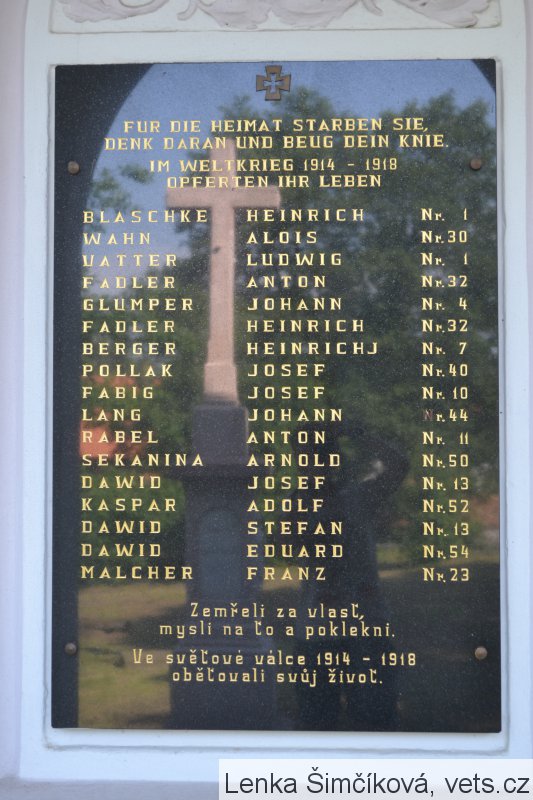 FUR DIE HEIMAT STARBEN SIE,
DENK DARAN UND BEUG DEIN KNIE.
IM WELTKRIEG 1914 - 1918
OPFERTEN IHR LEBEN
BLASCHKE HEINRICH Nr. 1
WAHN ALOIS Nr. 30
VATTER LUDWIG Nr. 1
FADLER ANTON Nr. 32
GLUMPER JOHANN Nr. 4
FADLER HEINRICH Nr. 32
BERGER HEINRICHJ Nr. 7
POLLAK JOSEF Nr. 40
FABIG JOSEF Nr. 10
LANG JOHANN Nr. 44
RABEL ANTON Nr. 11
SEKANINA ARNOLD Nr. 50
DAWID JOSEF Nr. 13
KASPAR ADOLF Nr. 52
DAWID STEFAN Nr. 13
DAWID EDUARD Nr. 54
MALCHER FRANZ Nr. 23
Zemřeli za vlasť,
mysli na to a poklekni.
Ve světové válce 1914 - 1918
obětovali svůj život.
Lenka Šimčíková, vets.cz